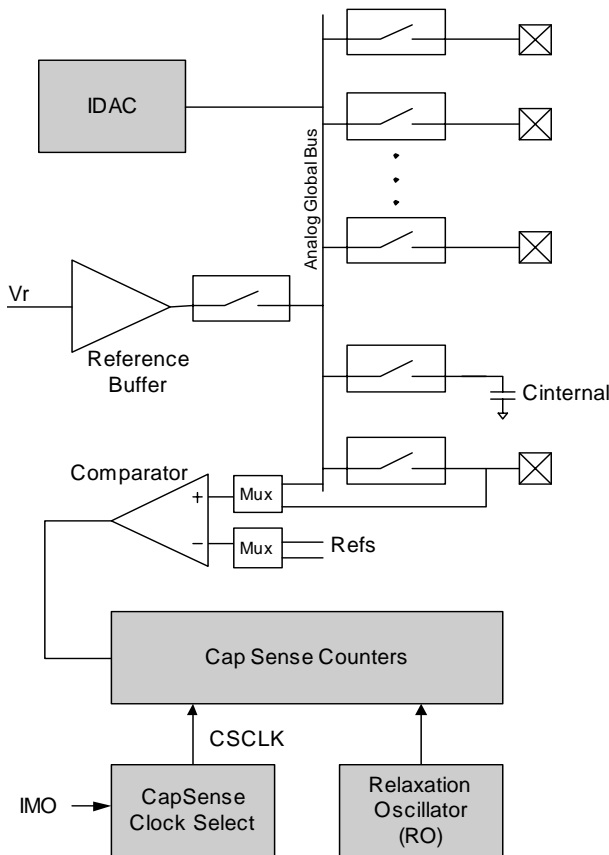 IDAC
Analog Global Bus
Vr
Reference
Buffer
Cinternal
Comparator
Mux
Mux
Refs
Cap Sense Counters
CSCLK
IMO
CapSense
Clock Select
Relaxation
Oscillator
(RO)